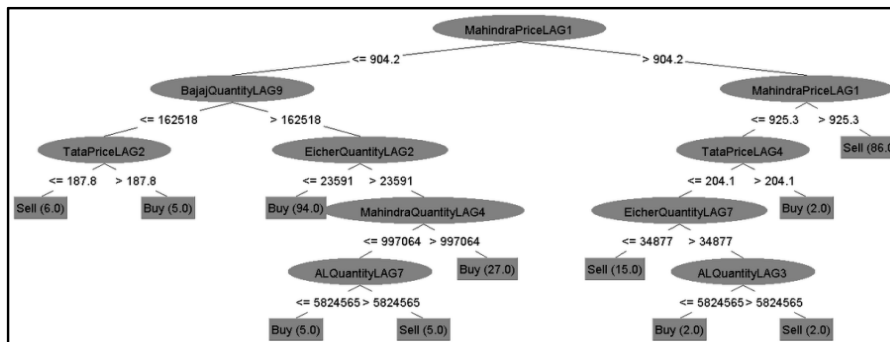 MahindraPriceLAG1
<= 904.2 > 904.2
BajajQuantityLAG9 MahindraPriceLAG1
<= 162518 > 162518 <= 925.3 > 925.3
TataPriceLAG2 EicherQuantityLAG2 TataPriceLAG4 Sell (86.0
<= 187.8 > 187.8 <= 23591 > 23591 <= 204.1 > 204.1
Sell (6.0) Buy (5.0) Buy (94.0) MahindraQuantityLAG4 EicherQuantityLAG7 Buy (2.0)
<= 997064 > 997064 <= 34877 > 34877
ALQuantityLAG7 Buy (27.0) Sell (15.0) ALQuantityLAG3
<= 5824565 > 5824565 <= 5824565 > 5824565
Buy (5.0) Sell (5.0) Buy (2.0) Sell (2.0)